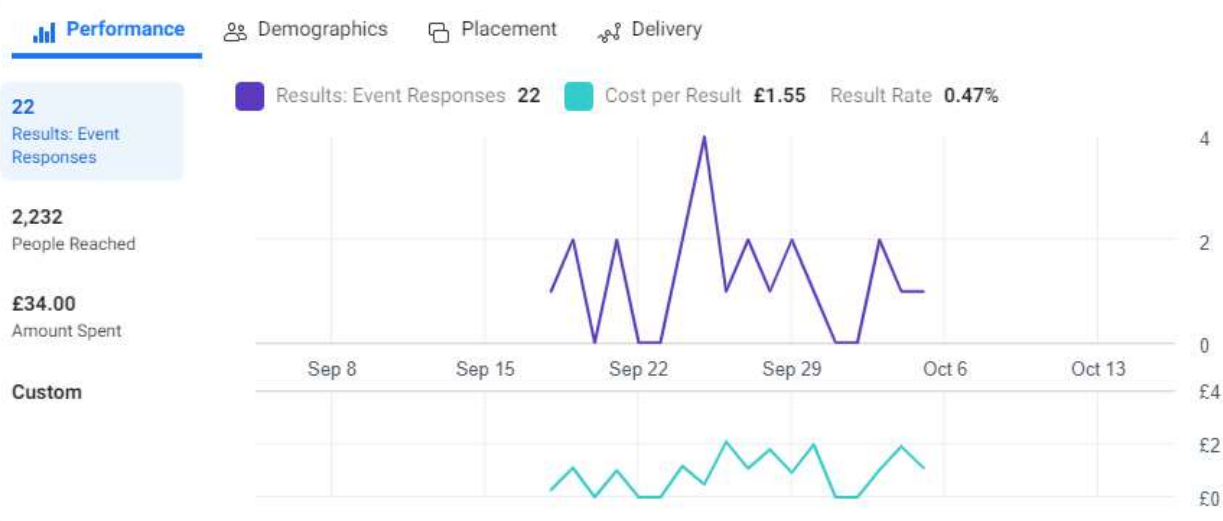 Performance Demographics Placement Delivery
22
Results: Event
Responses
2,232
People Reached
£34.00
Amount Spent
Custom
Results: Event Responses 22 Cost per Result £1.55 Result Rate 0.47%
4
2
0
Sep 8 Sep 15 Sep 22 Sep 29 Oct 6 Oct 13
£4
£2
£0